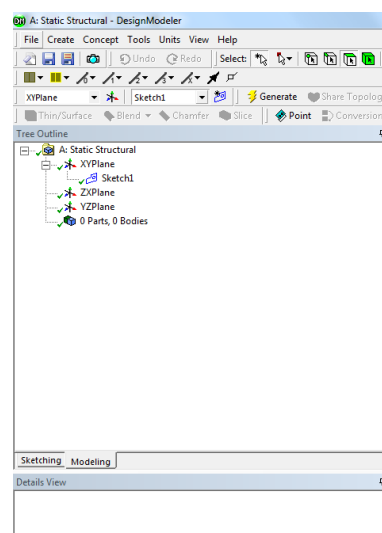 A: Static Structural - DesignModeler
File Create Concept Tools Units View Help
Undo Redo Select:
XYPlane Sketch1 Generate Share Topolog
Thin/Surface Blend Chamfer Slice Point Conversion
Tree Outline
A: Static Structural
XYPlane
Sketch1
ZXPlane
YZPlane
0 Parts, 0 Bodies
Sketching Modeling
Details View